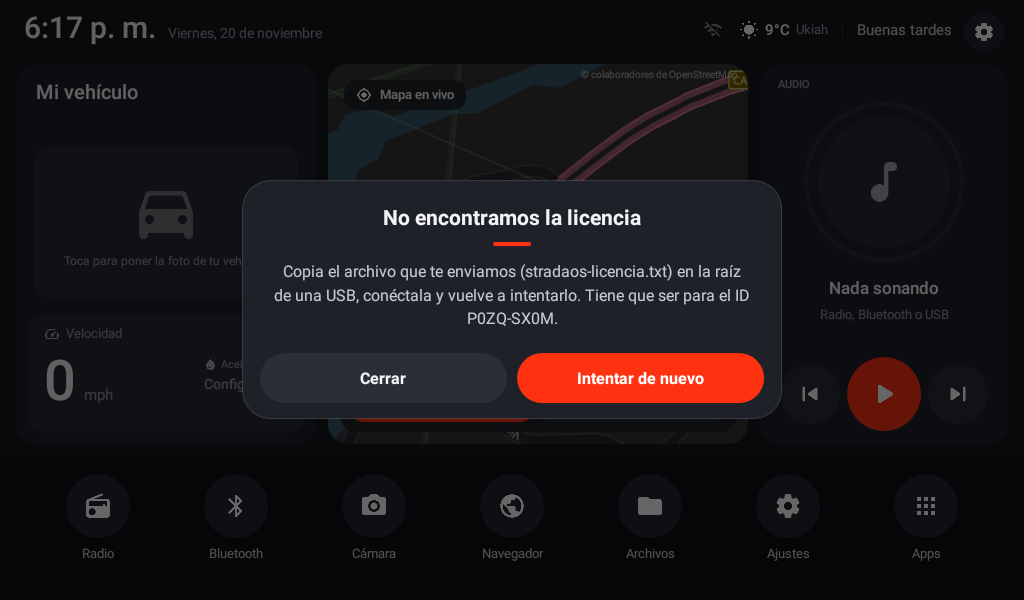 6:17 p. m. Viernes, 20 de noviembre
9°C Ukiah
Buenas tardes
Mi vehículo
© colaboradores de OpenStreetMap
CA
Mapa en vivo
AUDIO
No encontramos la licencia
Copia el archivo que te enviamos (stradaos-licencia.txt) en la raíz
de una USB, conéctala y vuelve a intentarlo. Tiene que ser para el ID
P0ZQ-SX0M.
Cerrar
Intentar de nuevo
Toca para poner la foto de tu
Velocidad
0 mph
Nada sonando
Radio, Bluetooth o USB
Radio
Bluetooth
Cámara
Navegador
Archivos
Ajustes
Apps